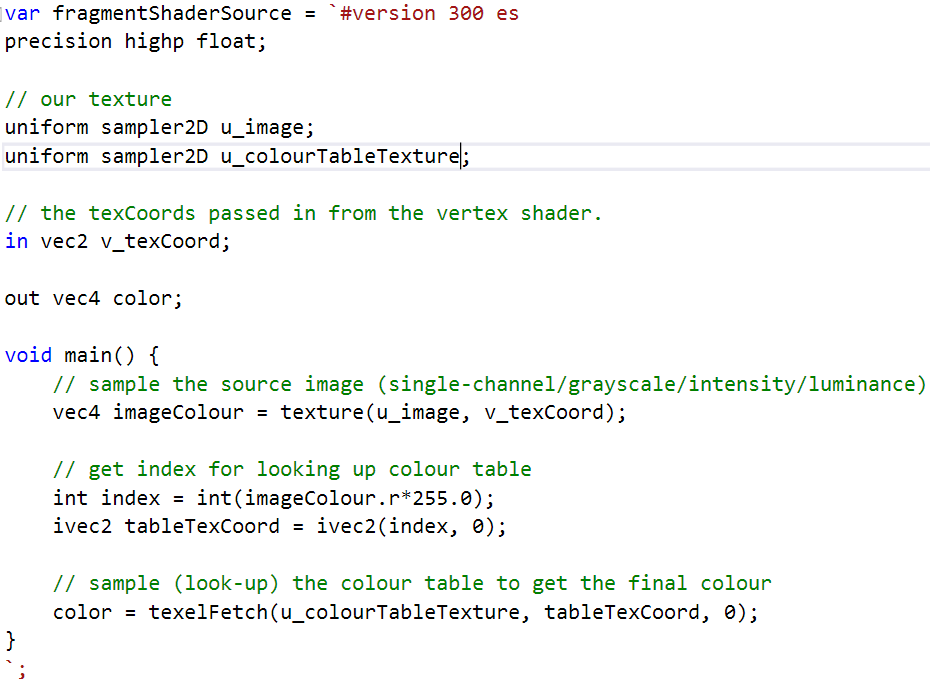 var fragmentShaderSource = `#version 300 es
precision highp float;

// our texture
uniform sampler2D u_image;
uniform sampler2D u_colourTableTexture;

// the texCoords passed in from the vertex shader.
in vec2 v_texCoord;

out vec4 color;

void main() {
    // sample the source image (single-channel/grayscale/intensity/luminance)
    vec4 imageColour = texture(u_image, v_texCoord);

    // get index for looking up colour table
    int index = int(imageColour.r*255.0);
    ivec2 tableTexCoord = ivec2(index, 0);

    // sample (look-up) the colour table to get the final colour
    color = texelFetch(u_colourTableTexture, tableTexCoord, 0);
}
`;